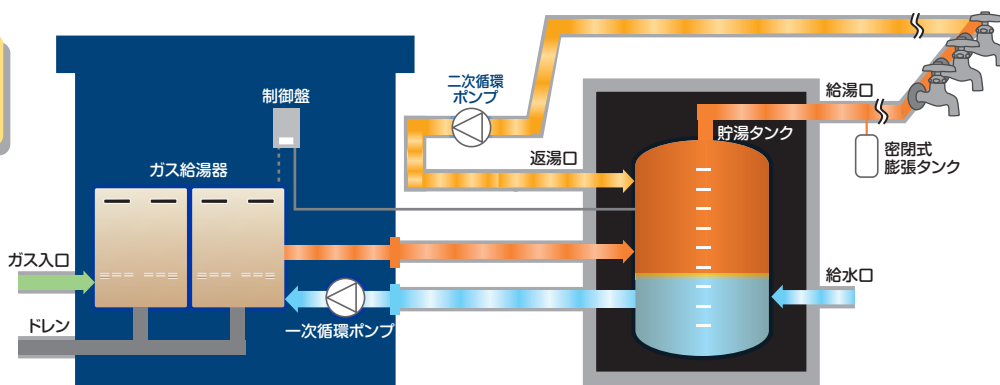 二次循環
ポンプ
制御盤
給湯口
貯湯タンク
密閉式
膨張タンク
返湯口
ガス給湯器
ガス入口
給水口
ドレン
一次循環ポンプ